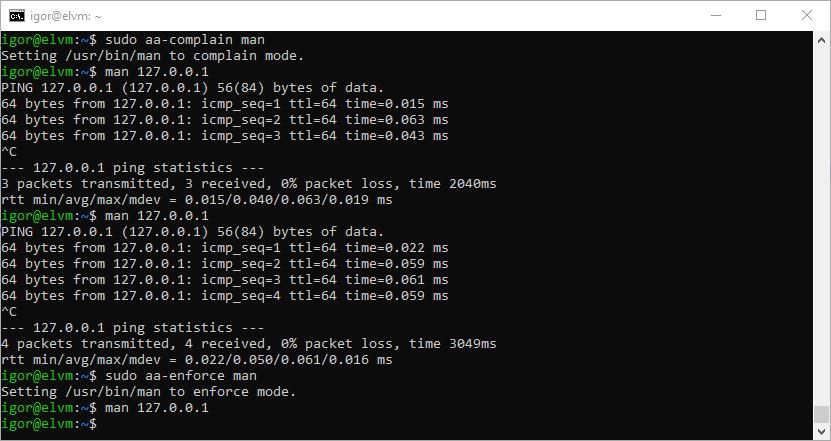 igor@elvm: ~
igor@elvm:~$ sudo aa-complain man
Setting /usr/bin/man to complain mode.
igor@elvm:~$ man 127.0.0.1
PING 127.0.0.1 (127.0.0.1) 56(84) bytes of data.
64 bytes from 127.0.0.1: icmp_seq=1 ttl=64 time=0.015 ms
64 bytes from 127.0.0.1: icmp_seq=2 ttl=64 time=0.063 ms
64 bytes from 127.0.0.1: icmp_seq=3 ttl=64 time=0.043 ms
^C
--- 127.0.0.1 ping statistics ---
3 packets transmitted, 3 received, 0% packet loss, time 2040ms
rtt min/avg/max/mdev = 0.015/0.040/0.063/0.019 ms
igor@elvm:~$ man 127.0.0.1
PING 127.0.0.1 (127.0.0.1) 56(84) bytes of data.
64 bytes from 127.0.0.1: icmp_seq=1 ttl=64 time=0.022 ms
64 bytes from 127.0.0.1: icmp_seq=2 ttl=64 time=0.059 ms
64 bytes from 127.0.0.1: icmp_seq=3 ttl=64 time=0.061 ms
64 bytes from 127.0.0.1: icmp_seq=4 ttl=64 time=0.059 ms
^C
--- 127.0.0.1 ping statistics ---
4 packets transmitted, 4 received, 0% packet loss, time 3049ms
rtt min/avg/max/mdev = 0.022/0.050/0.061/0.016 ms
igor@elvm:~$ sudo aa-enforce man
Setting /usr/bin/man to enforce mode.
igor@elvm:~$ man 127.0.0.1
igor@elvm:~$